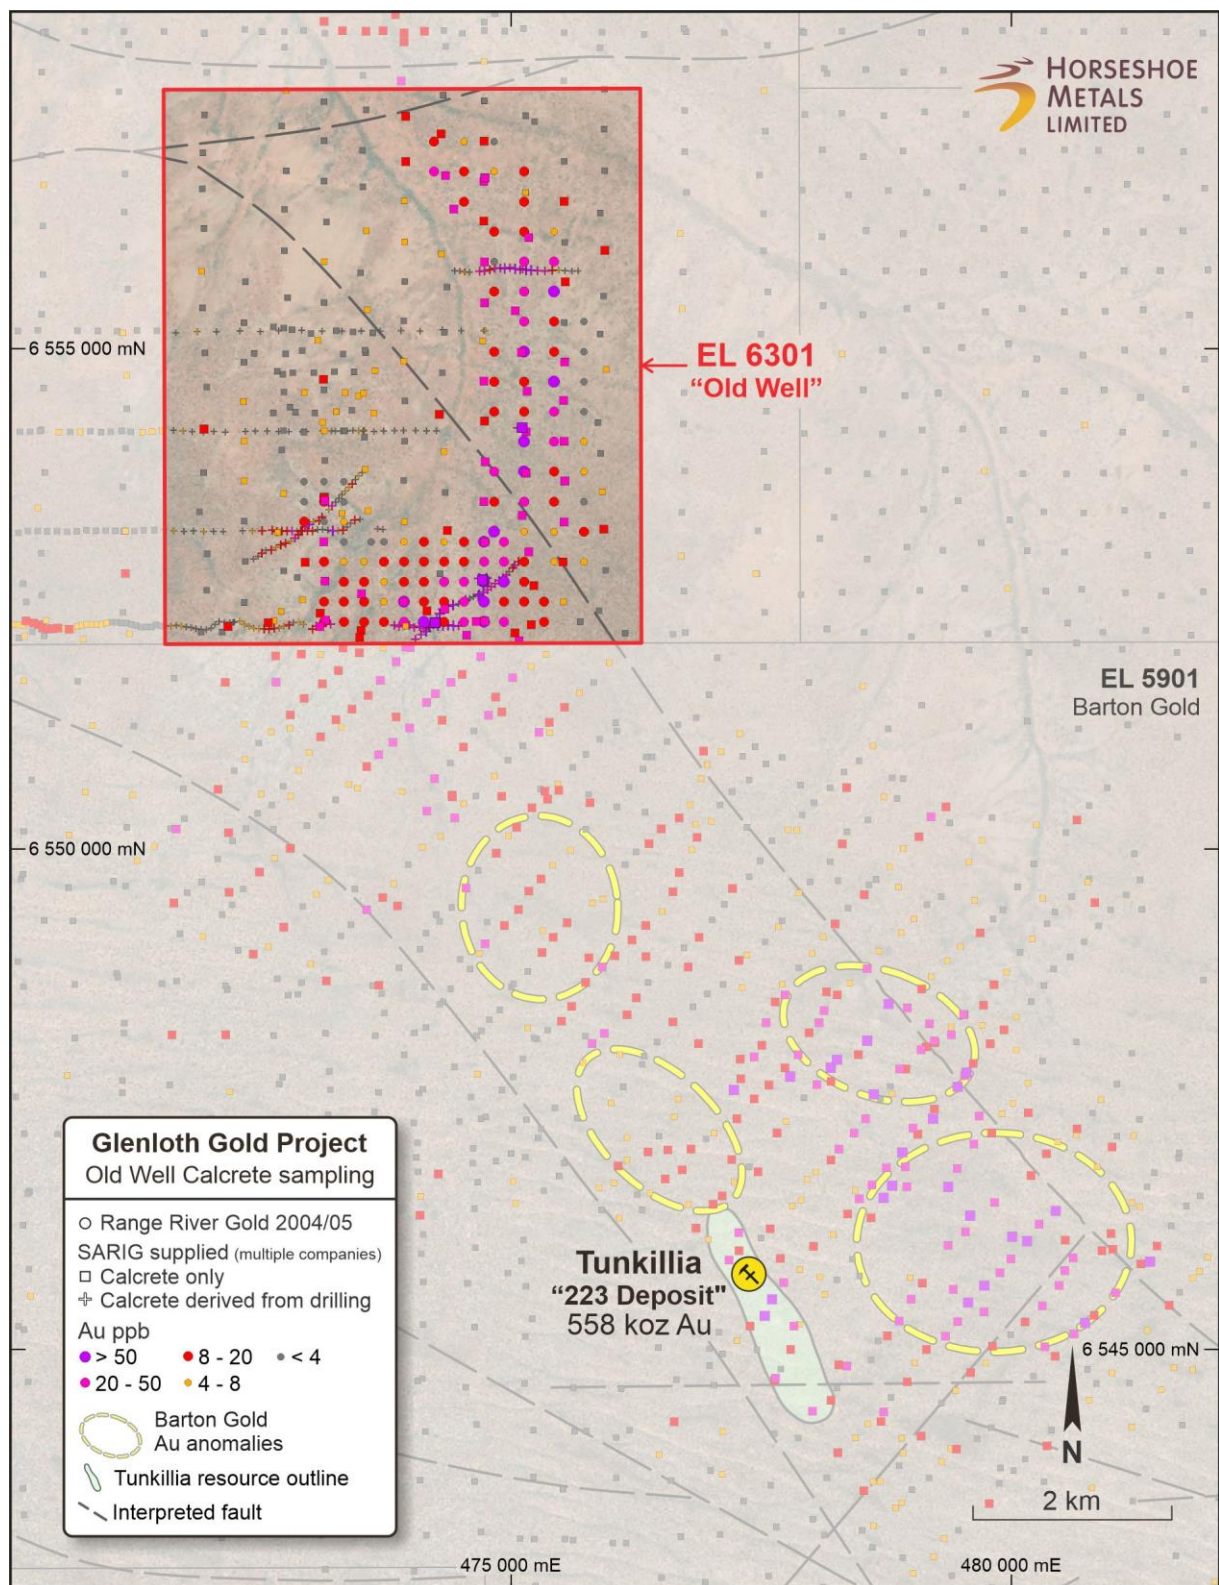 HORSESHOE
METALS
LIMITED
6 555 000 mN
EL 6301
“Old Well”
EL 5901
Barton Gold
6 550 000 mN
Tunkillia
“223 Deposit"
558 koz Au
6 545 000 mN
N
2 km
475 000 mE
480 000 mE
Glenloth Gold Project
Old Well Calcrete sampling
Range River Gold 2004/05
SARIG supplied (multiple companies)
Calcrete only
Calcrete derived from drilling
Au ppb
> 50
8 - 20
< 4
20 - 50
4 - 8
Barton Gold
Au anomalies
Tunkillia resource outline
Interpreted fault